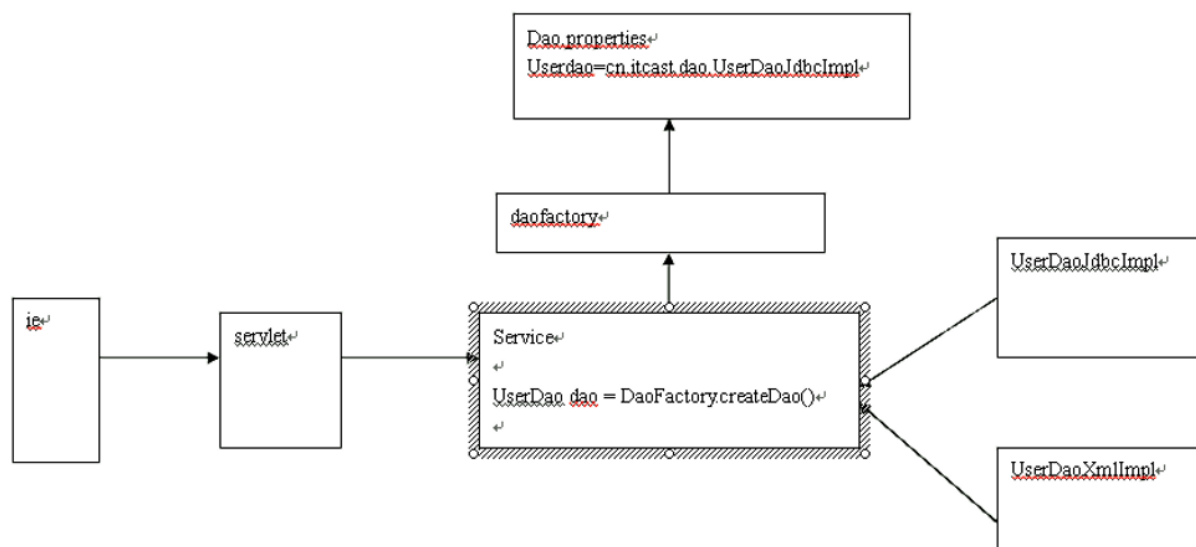 Dao.properties
Userdao=cn.itcast.dao.UserDaoJdbcImpl
daofactory
UserDaoJdbcImpl
ie
servlet
Service
UserDao dao = DaoFactory.createDao()
UserDaoXmlImpl